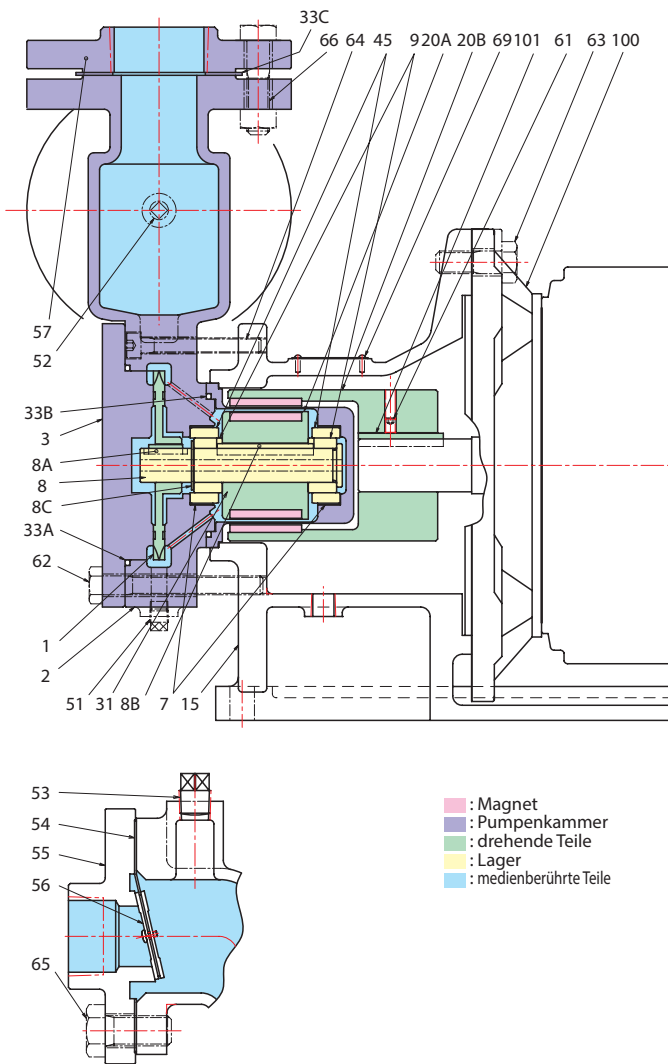 33C
66 64 45 9 20A 20B 69 101 61 63 100
57
52
33B
3
8A
8
8C
33A
62
1
2
51 31 8B 7 15
53
54
55
56
65
: Magnet
: Pumpenkammer
: drehende Teile
: Lager
: medienberührte Teile